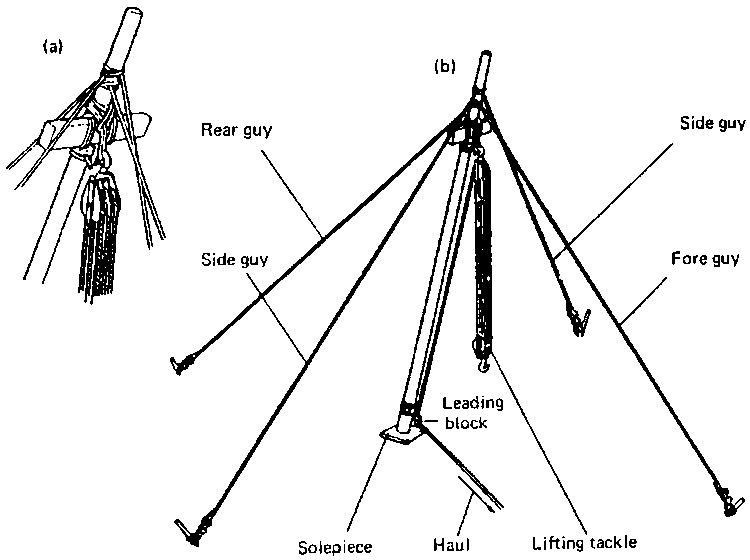 (a)
(b)
Rear guy
Side guy
Side guy
Fore guy
Leading
block
Solepiece
Haul
Lifting tackle